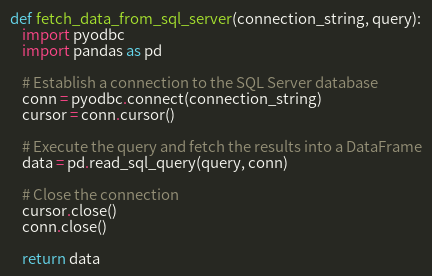 def fetch_data_from_sql_server(connection_string, query):
    import pyodbc
    import pandas as pd

    # Establish a connection to the SQL Server database
    conn = pyodbc.connect(connection_string)
    cursor = conn.cursor()

    # Execute the query and fetch the results into a DataFrame
    data = pd.read_sql_query(query, conn)

    # Close the connection
    cursor.close()
    conn.close()

    return data